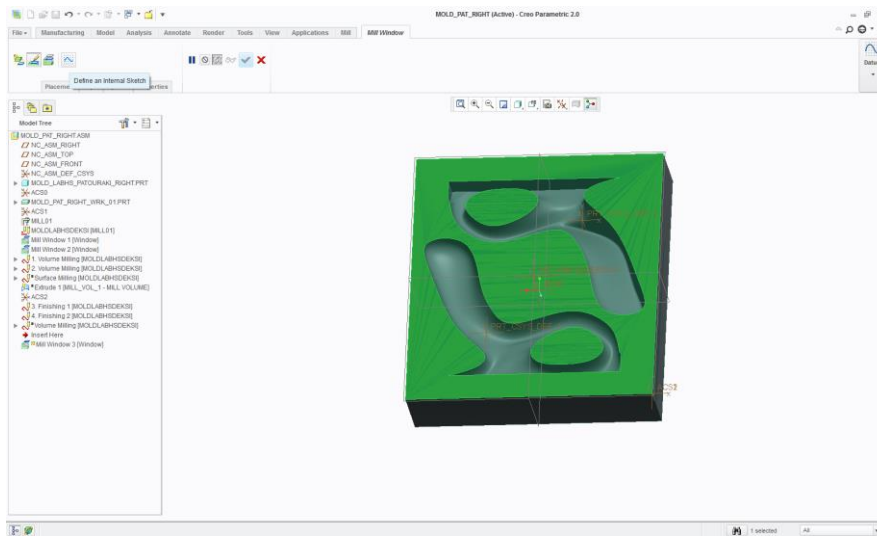 MOLD_PAT_RIGHT (Active) - Creo Parametric 2.0
File Manufacturing Model Analysis Annotate Render Tools View Applications Mill Mill Window
Define an Internal Sketch
Datum
Model Tree
MOLD_PAT_RIGHT.ASM
NC_ASM_RIGHT
NC_ASM_TOP
NC_ASM_FRONT
NC_ASM_DEF_CSYS
MOLD_LABHS_PATOURAKI_RIGHT.PRT
ACS0
MOLD_PAT_RIGHT_WRK_01.PRT
ACS1
MILL01
MOLDLABHSDEKSI [MILL01]
Mill Window 1 [Window]
Mill Window 2 [Window]
1. Volume Milling [MOLDLABHSDEKSI]
2. Volume Milling [MOLDLABHSDEKSI]
Surface Milling [MOLDLABHSDEKSI]
Extrude 1 [MILL_VOL_1 - MILL VOLUME]
ACS2
3. Finishing 1 [MOLDLABHSDEKSI]
4. Finishing 2 [MOLDLABHSDEKSI]
Volume Milling [MOLDLABHSDEKSI]
Insert Here
Mill Window 3 [Window]
ACS2
1 selected All